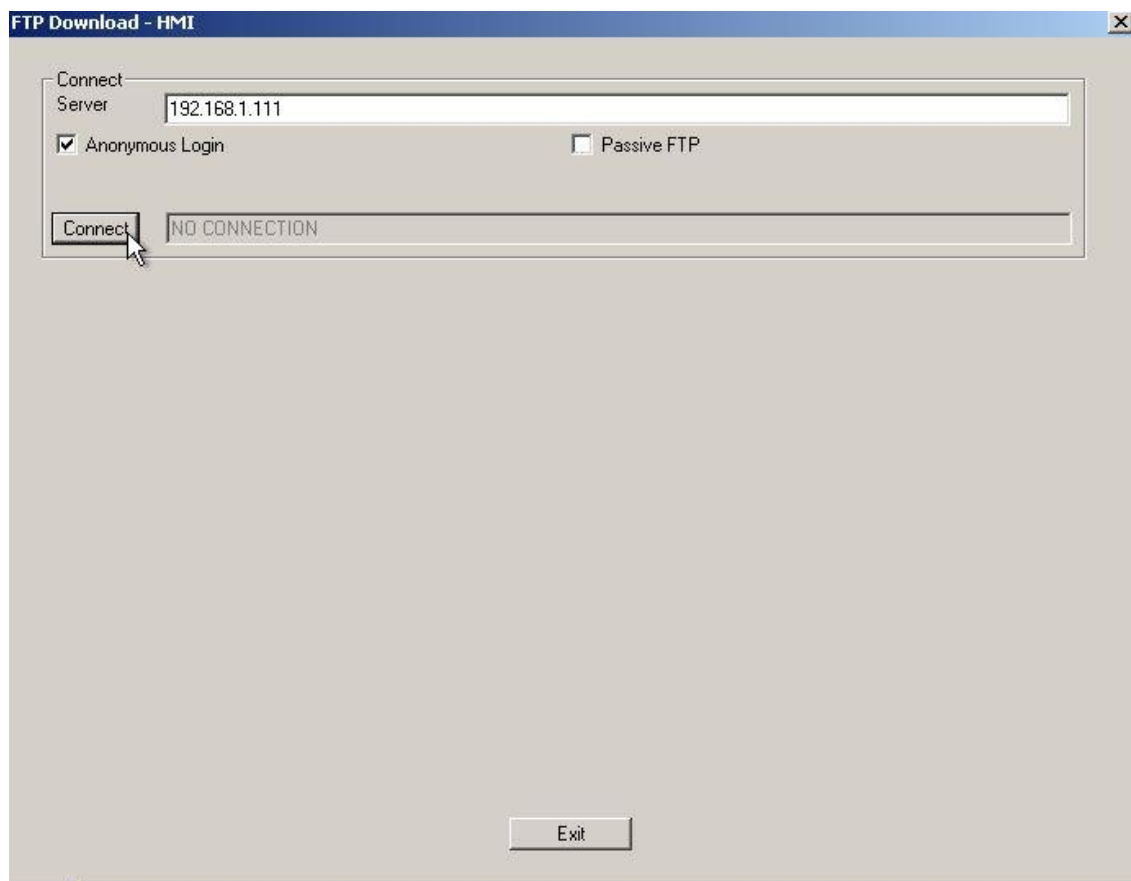 FTP Download - HMI
Connect
Server 192.168.1.111
Anonymous Login Passive FTP
Connect NO CONNECTION
Exit